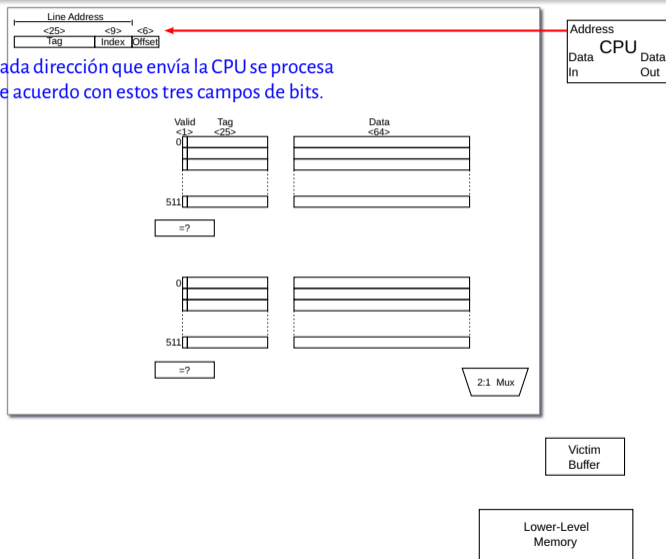 Line Address
<25> <9> <6>
Tag Index Offset
Address
CPU
Data Data
In Out
ada dirección que envía la CPU se procesa
e acuerdo con estos tres campos de bits.
Valid Tag Data
<1> <25> <64>
0
511
=?
0
511
=?
2:1 Mux
Victim
Buffer
Lower-Level
Memory